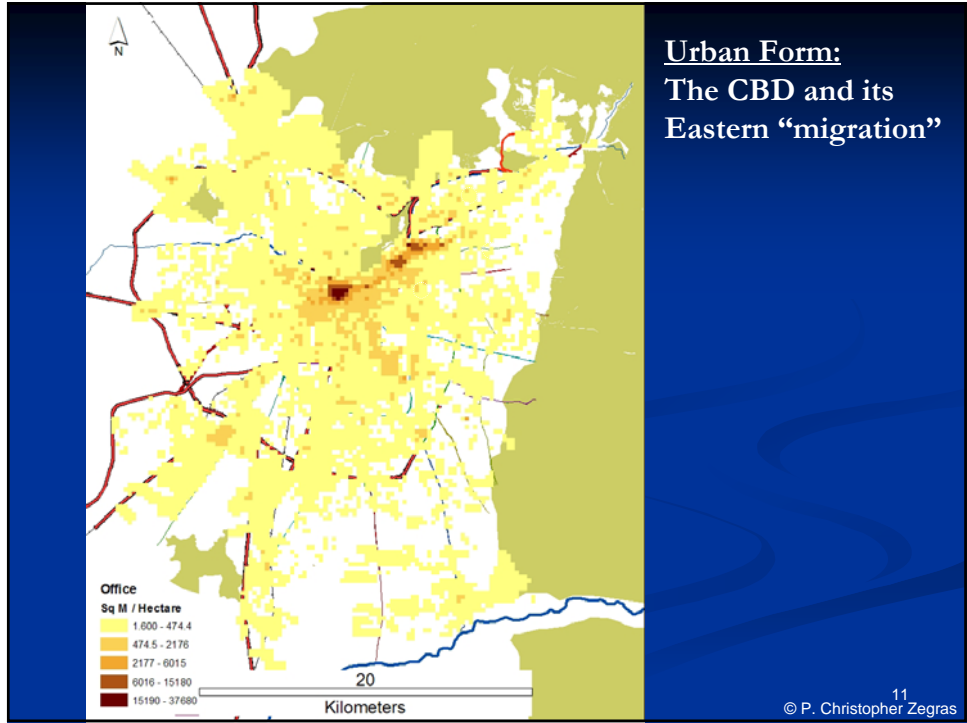 N
Urban Form:
The CBD and its
Eastern “migration”
Office
Sq M / Hectare
1.600 - 474.4
474.5 - 2176
2177 - 6015
6016 - 15180
15190 - 37680
20
Kilometers
11
© P. Christopher Zegras